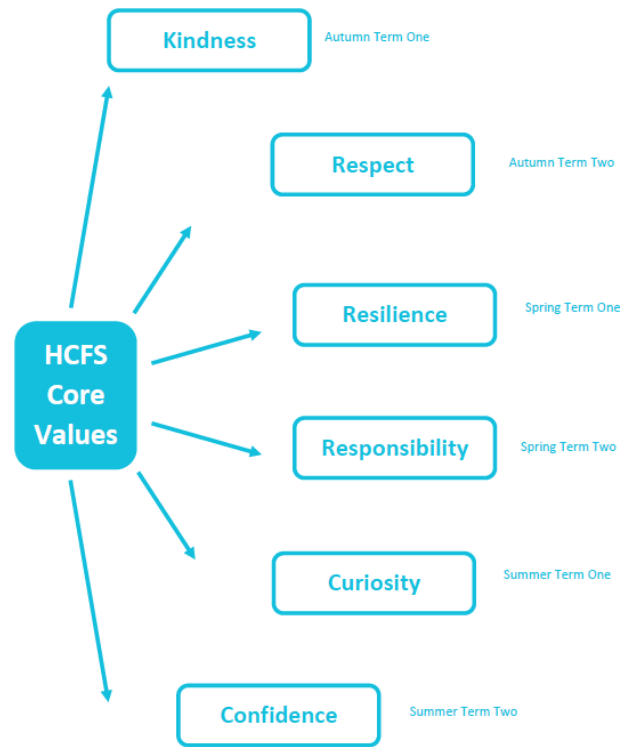 Kindness
Autumn Term One
Respect
Autumn Term Two
Resilience
Spring Term One
HCFS
Core
Values
Responsibility
Spring Term Two
Curiosity
Summer Term One
Confidence
Summer Term Two